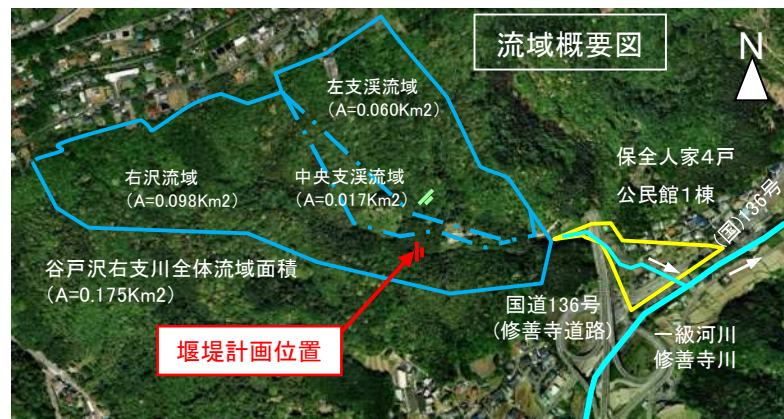 流域概要図
N
左支渓流域
(A=0.060Km2)
保全人家4戸
公民館1棟
右沢流域
(A=0.098Km2)
中央支渓流域
(A=0.017Km2)
(国)136号
谷戸沢右支川全体流域面積
(A=0.175Km2)
国道136号
(修善寺道路)
堰堤計画位置
一級河川
修善寺川